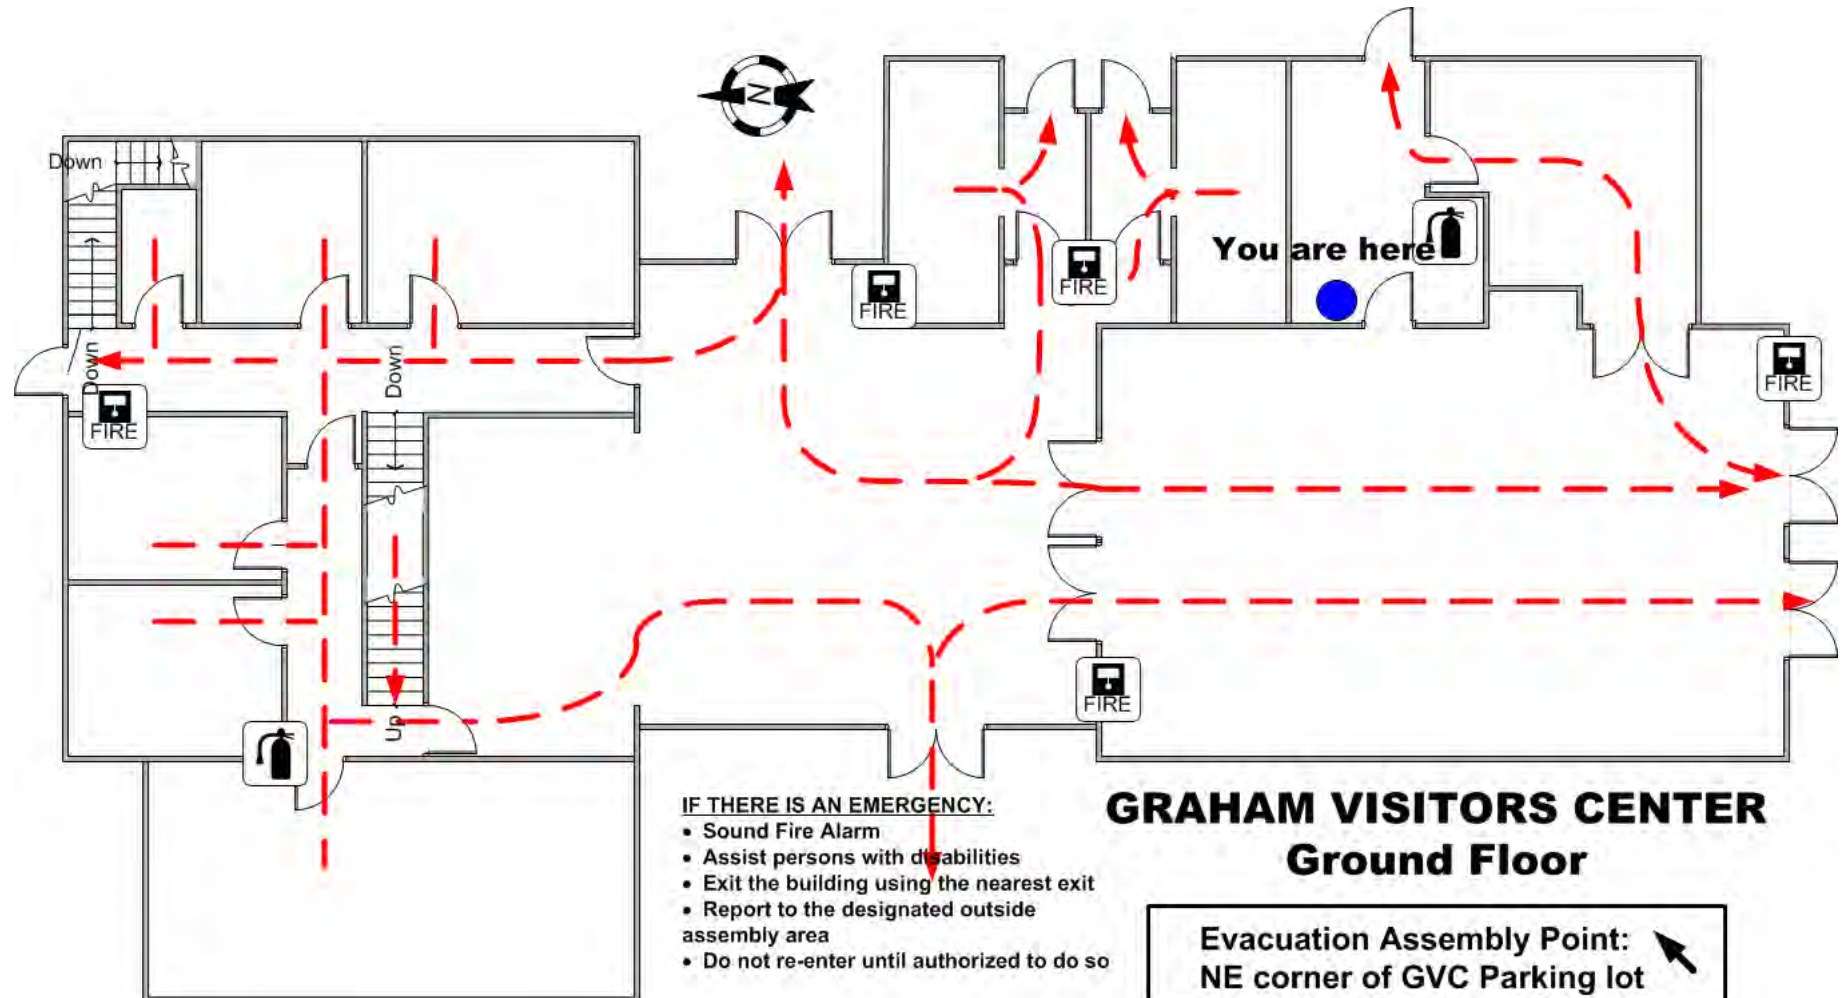 N
Down
You are here
FIRE
FIRE
Down
Down
FIRE
FIRE
FIRE
Up
IF THERE IS AN EMERGENCY:
• Sound Fire Alarm
• Assist persons with disabilities
• Exit the building using the nearest exit
• Report to the designated outside
assembly area
• Do not re-enter until authorized to do so
GRAHAM VISITORS CENTER
Ground Floor
Evacuation Assembly Point:
NE corner of GVC Parking lot